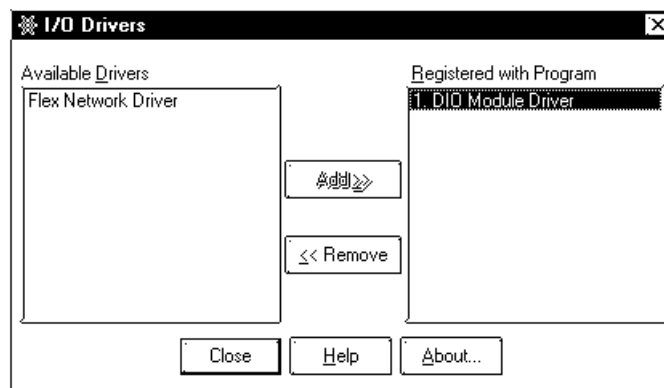 I/O Drivers
Available Drivers
Registered with Program
Flex Network Driver
1. DIO Module Driver
Add>>
<< Remove
Close
Help
About...